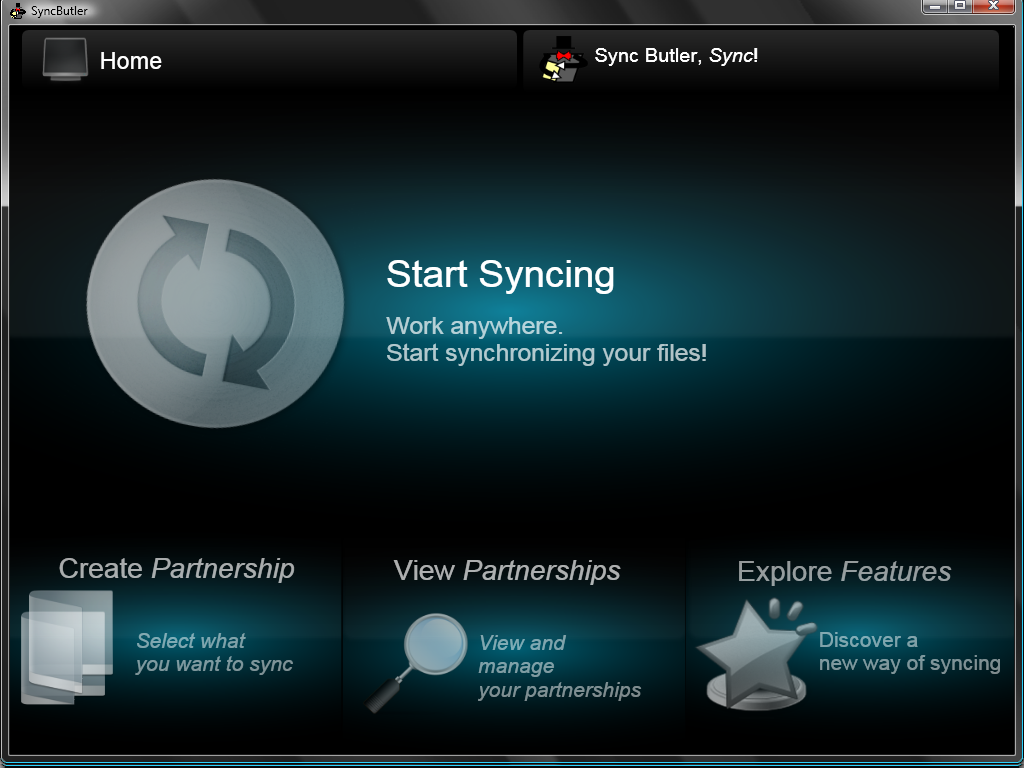 SyncButler
Home
Sync Butler, Sync!
Start Syncing
Work anywhere.
Start synchronizing your files!
Create Partnership
Select what
you want to sync
View Partnerships
View and
manage
your partnerships
Explore Features
Discover a
new way of syncing